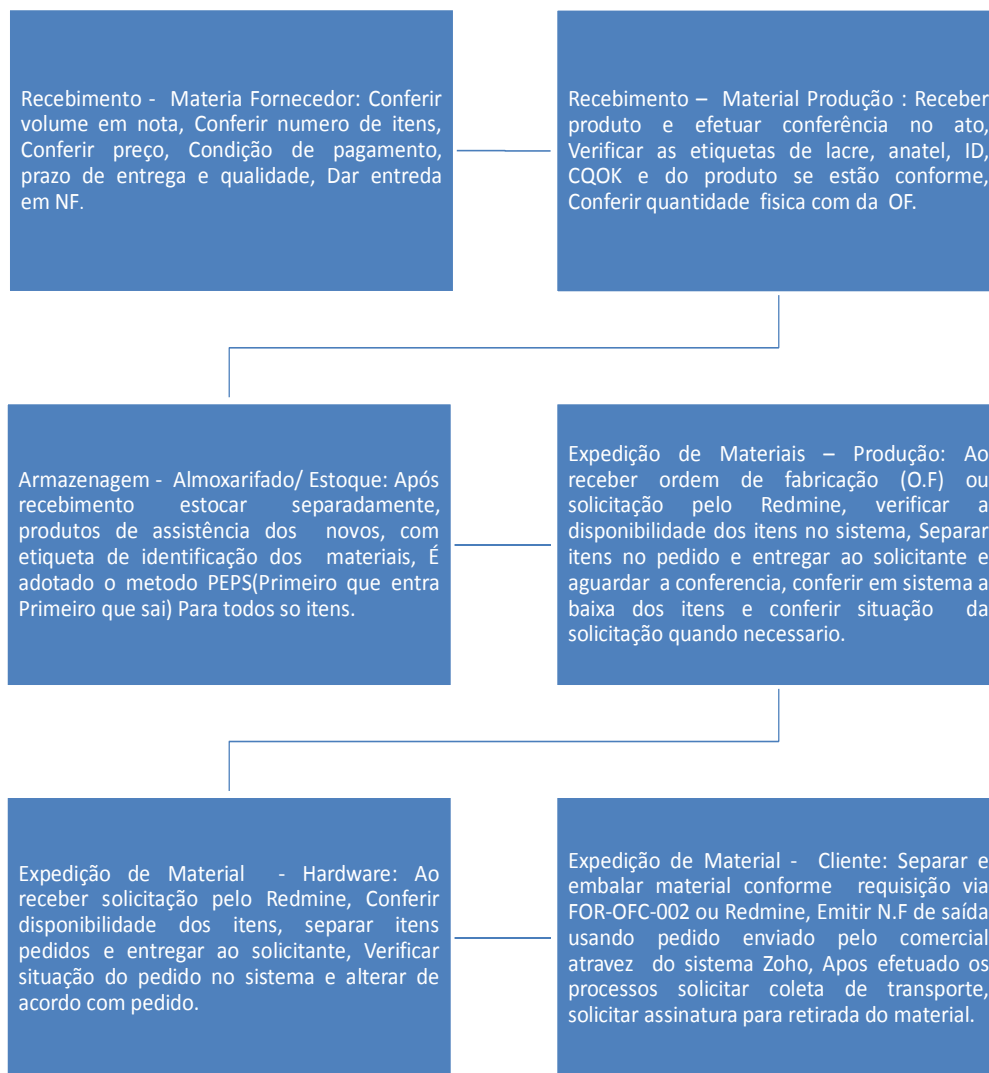 Recebimento - Materia Fornecedor: Conferir
volume em nota, Conferir numero de itens,
Conferir preço, Condição de pagamento,
prazo de entrega e qualidade, Dar entreda
em NF.
Recebimento – Material Produção : Receber
produto e efetuar conferência no ato,
Verificar as etiquetas de lacre, anatel, ID,
CQOK e do produto se estão conforme,
Conferir quantidade fisica com da OF.
Armazenagem - Almoxarifado/ Estoque: Após
recebimento estocar separadamente,
produtos de assistência dos novos, com
etiqueta de identificação dos materiais, É
adotado o metodo PEPS(Primeiro que entra
Primeiro que sai) Para todos so itens.
Expedição de Materiais – Produção: Ao
receber ordem de fabricação (O.F) ou
solicitação pelo Redmine, verificar a
disponibilidade dos itens no sistema, Separar
itens no pedido e entregar ao solicitante e
aguardar a conferencia, conferir em sistema a
baixa dos itens e conferir situação da
solicitação quando necessario.
Expedição de Material - Hardware: Ao
receber solicitação pelo Redmine, Conferir
disponibilidade dos itens, separar itens
pedidos e entregar ao solicitante, Verificar
situação do pedido no sistema e alterar de
acordo com pedido.
Expedição de Material - Cliente: Separar e
embalar material conforme requisição via
FOR-OFC-002 ou Redmine, Emitir N.F de saída
usando pedido enviado pelo comercial
atravez do sistema Zoho, Apos efetuado os
processos solicitar coleta de transporte,
solicitar assinatura para retirada do material.